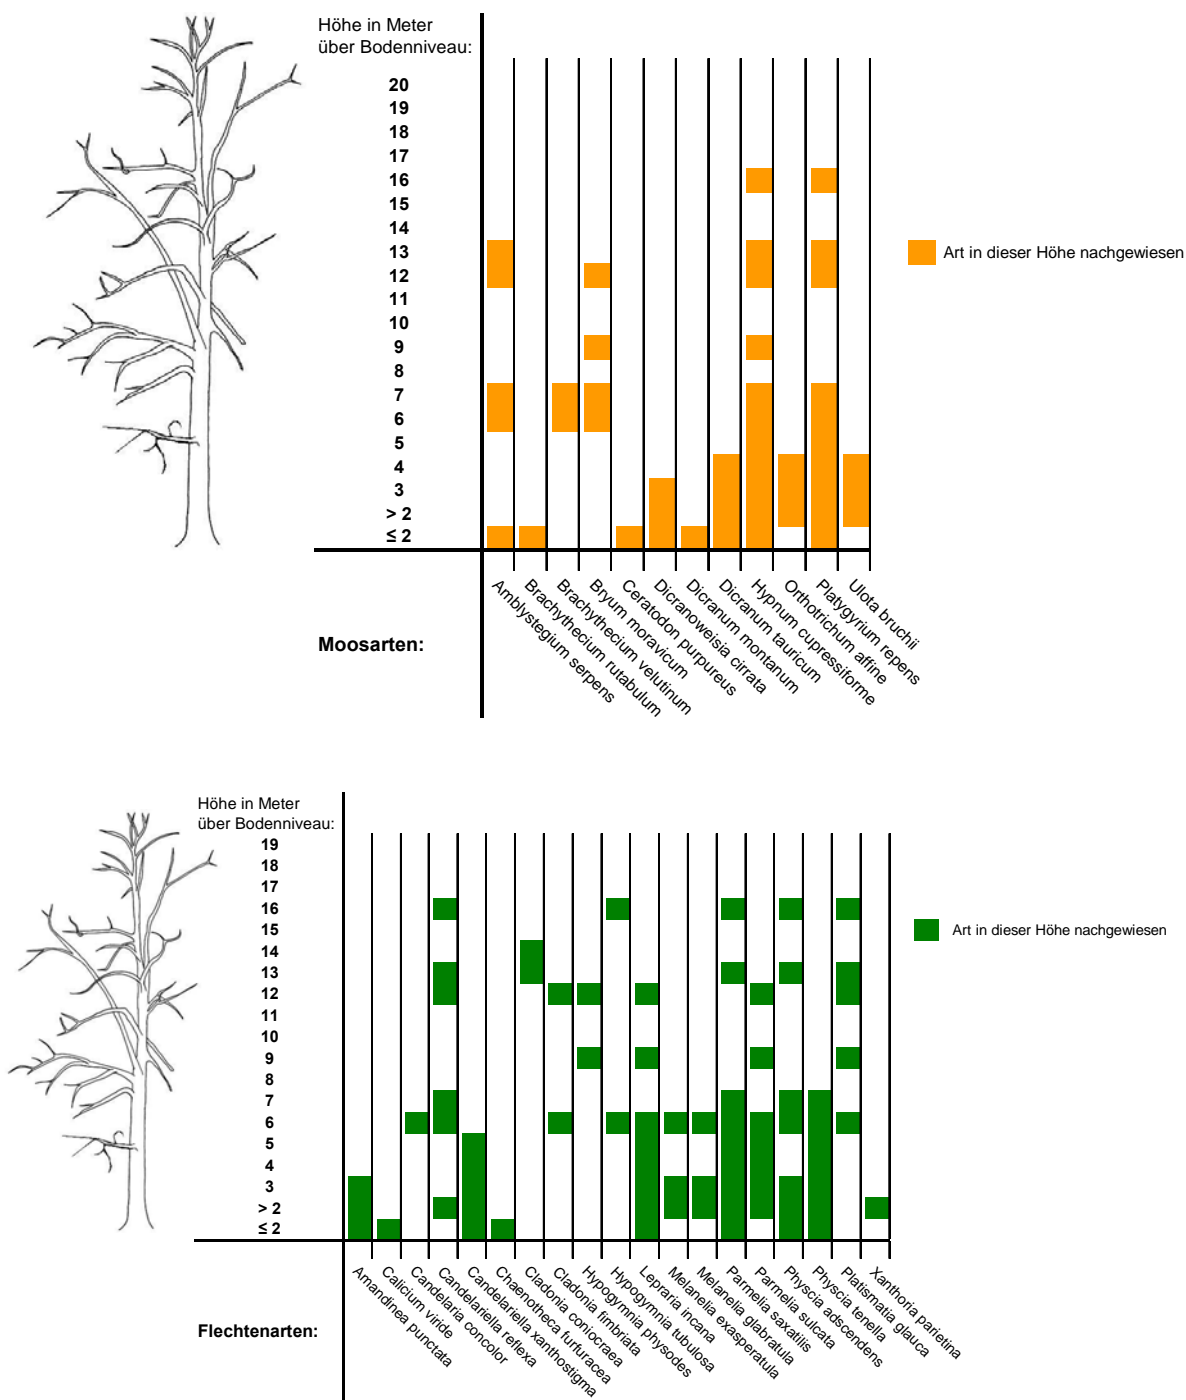 Höhe in Meter
über Bodenniveau:
20
19
18
17
16
15
14
13
12
11
10
9
8
7
6
5
4
3
> 2
≤ 2
Art in dieser Höhe nachgewiesen
Moosarten:
Amblystegium serpens
Brachythecium rutabulum
Brachythecium velutinum
Bryum moravicum
Ceratodon purpureus
Dicranoweisia cirrata
Dicranum montanum
Dicranum tauricum
Hypnum cupressiforme
Orthotrichum affine
Platygyrium repens
Ulota bruchii
Höhe in Meter
über Bodenniveau:
19
18
17
16
15
14
13
12
11
10
9
8
7
6
5
4
3
> 2
≤ 2
Art in dieser Höhe nachgewiesen
Flechtenarten:
Amandinea punctata
Calicium viride
Candelaria concolor
Candelariella reflexa
Candelariella xanthostigma
Chaenotheca furfuracea
Cladonia coniocraea
Cladonia fimbriata
Hypogymnia physodes
Hypogymnia tubulosa
Lepraria incana
Melanelia exasperatula
Melanelia glabratula
Parmelia saxatilis
Parmelia sulcata
Physcia adscendens
Physcia tenella
Platismatia glauca
Xanthoria parietina